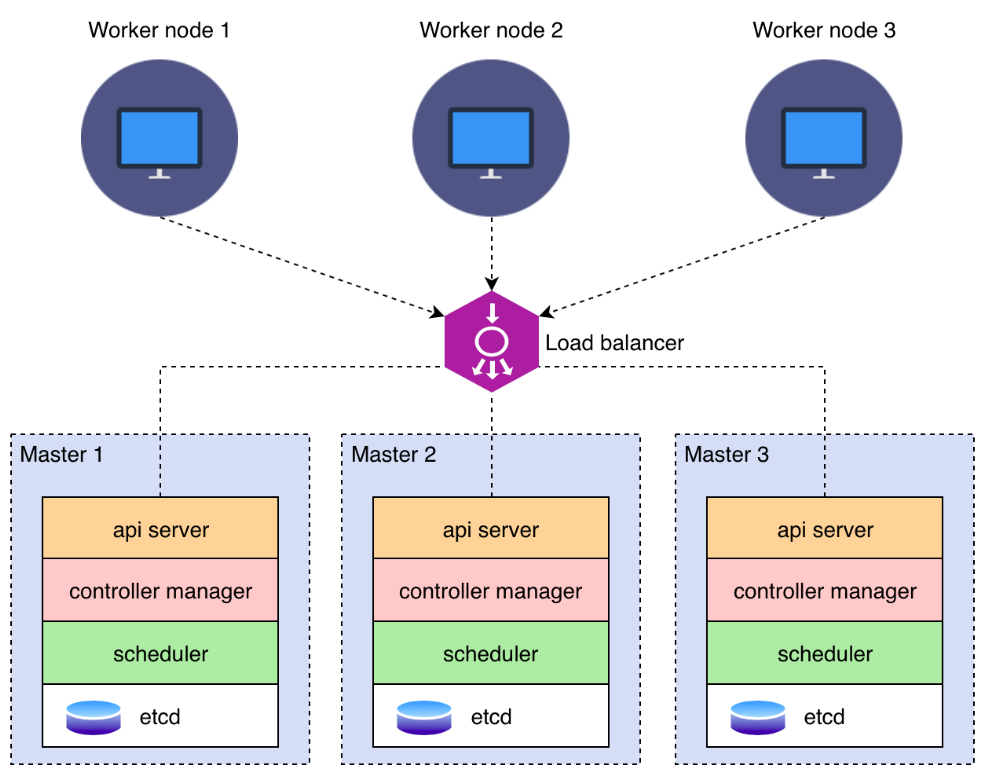 Worker node 1
Worker node 2
Worker node 3
Load balancer
Master 1
Master 2
Master 3
api server
api server
api server
controller manager
controller manager
controller manager
scheduler
scheduler
scheduler
etcd
etcd
etcd